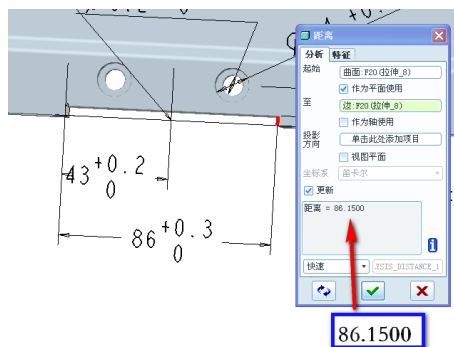 距离
分析 特征
起始
曲面:F20(拉伸_8)
作为平面使用
至
边:F20(拉伸_8)
作为轴使用
投影
方向
单击此处添加项目
视图平面
坐标系
笛卡尔
更新
距离 = 86.1500
快速
YSIS_DISTANCE_1
43 +0.2
0
86 +0.3
0
86.1500